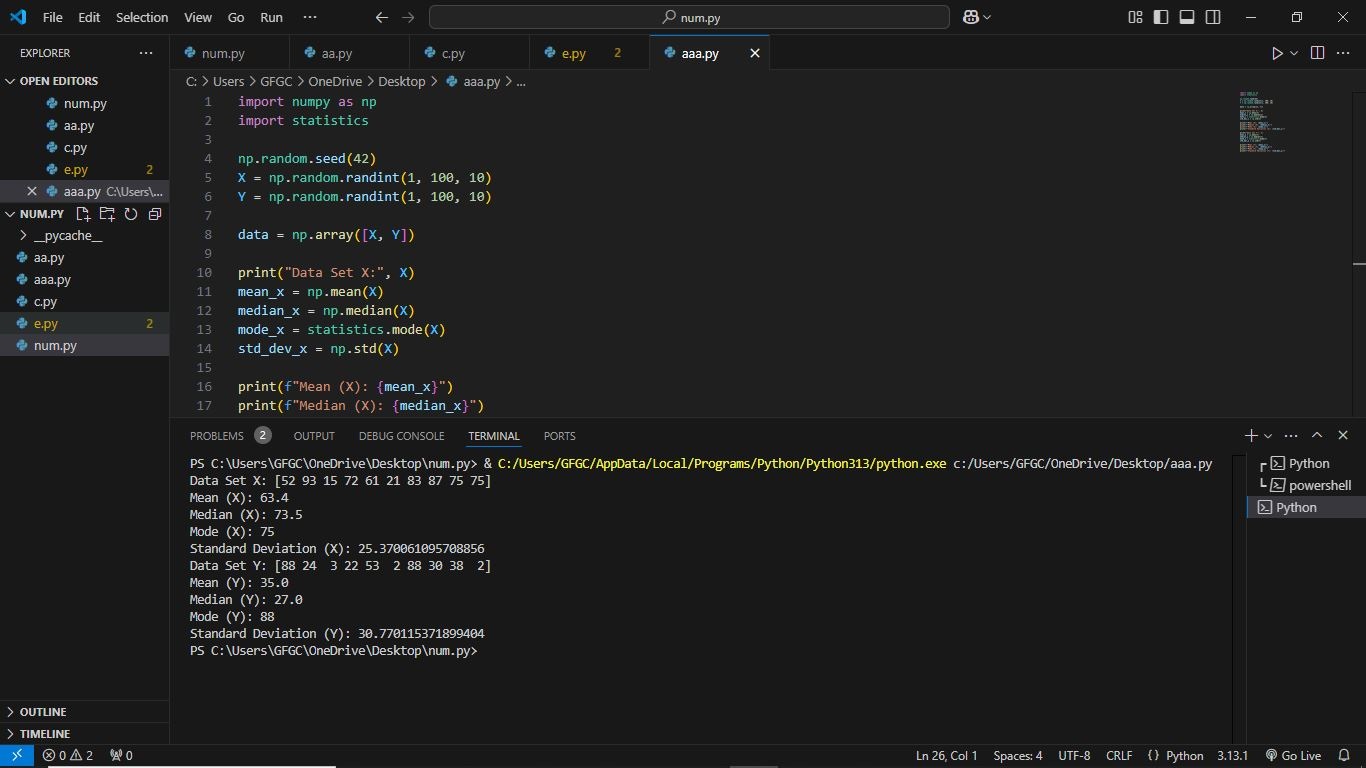 File Edit Selection View Go Run ··· num.py
EXPLORER ···
OPEN EDITORS
num.py
aa.py
c.py
e.py 2
aaa.py C:\Users\...
NUM.PY
__pycache__
aa.py
aaa.py
c.py
e.py 2
num.py
OUTLINE
TIMELINE
num.py aa.py c.py e.py 2 aaa.py
C: > Users > GFGC > OneDrive > Desktop > aaa.py > ...
1 import numpy as np
2 import statistics
3
4 np.random.seed(42)
5 X = np.random.randint(1, 100, 10)
6 Y = np.random.randint(1, 100, 10)
7
8 data = np.array([X, Y])
9
10 print("Data Set X:", X)
11 mean_x = np.mean(X)
12 median_x = np.median(X)
13 mode_x = statistics.mode(X)
14 std_dev_x = np.std(X)
15
16 print(f"Mean (X): {mean_x}")
17 print(f"Median (X): {median_x}")
PROBLEMS 2 OUTPUT DEBUG CONSOLE TERMINAL PORTS
PS C:\Users\GFGC\OneDrive\Desktop\num.py> & C:/Users/GFGC/AppData/Local/Programs/Python/Python313/python.exe c:/Users/GFGC/OneDrive/Desktop/aaa.py
Data Set X: [52 93 15 72 61 21 83 87 75 75]
Mean (X): 63.4
Median (X): 73.5
Mode (X): 75
Standard Deviation (X): 25.370061095708856
Data Set Y: [88 24  3 22 53  2 88 30 38  2]
Mean (Y): 35.0
Median (Y): 27.0
Mode (Y): 88
Standard Deviation (Y): 30.770115371899404
PS C:\Users\GFGC\OneDrive\Desktop\num.py>
Python
powershell
Python
0 2 0 Ln 26, Col 1 Spaces: 4 UTF-8 CRLF {} Python 3.13.1 Go Live